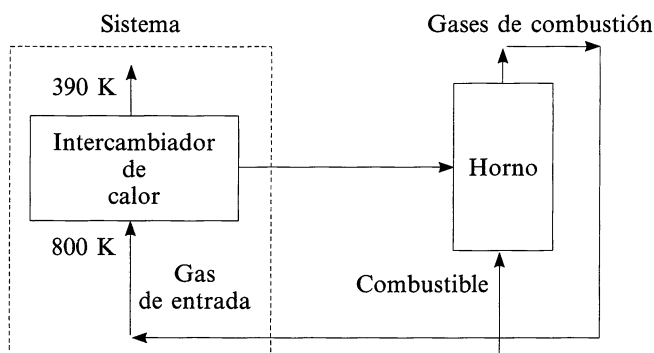 Sistema
Gases de combustión
390 K
Intercambiador
de
calor
Horno
800 K
Gas
de entrada
Combustible